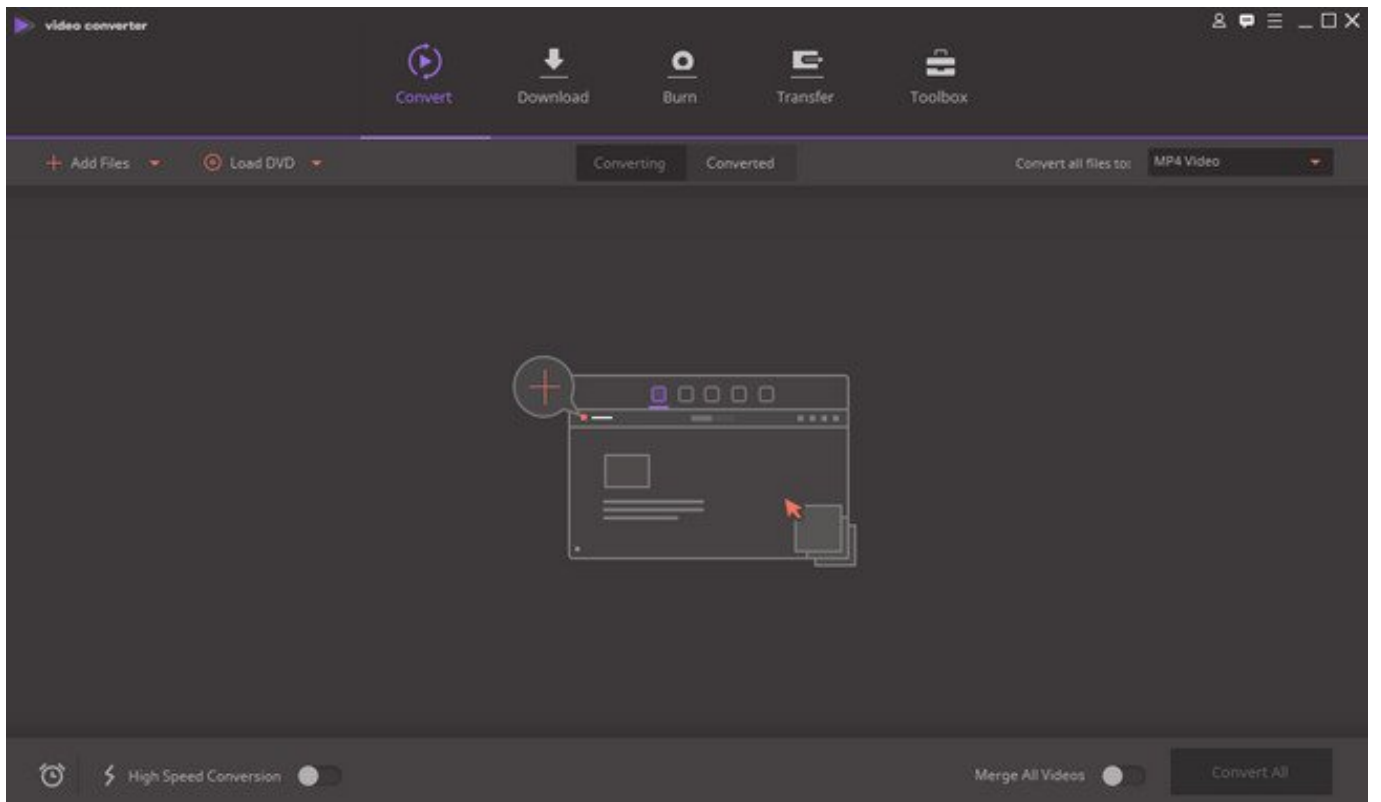 video converter
Convert Download Burn Transfer Toolbox
Add Files Load DVD Converting Converted Convert all files to: MP4 Video
High Speed Conversion Merge All Videos Convert All